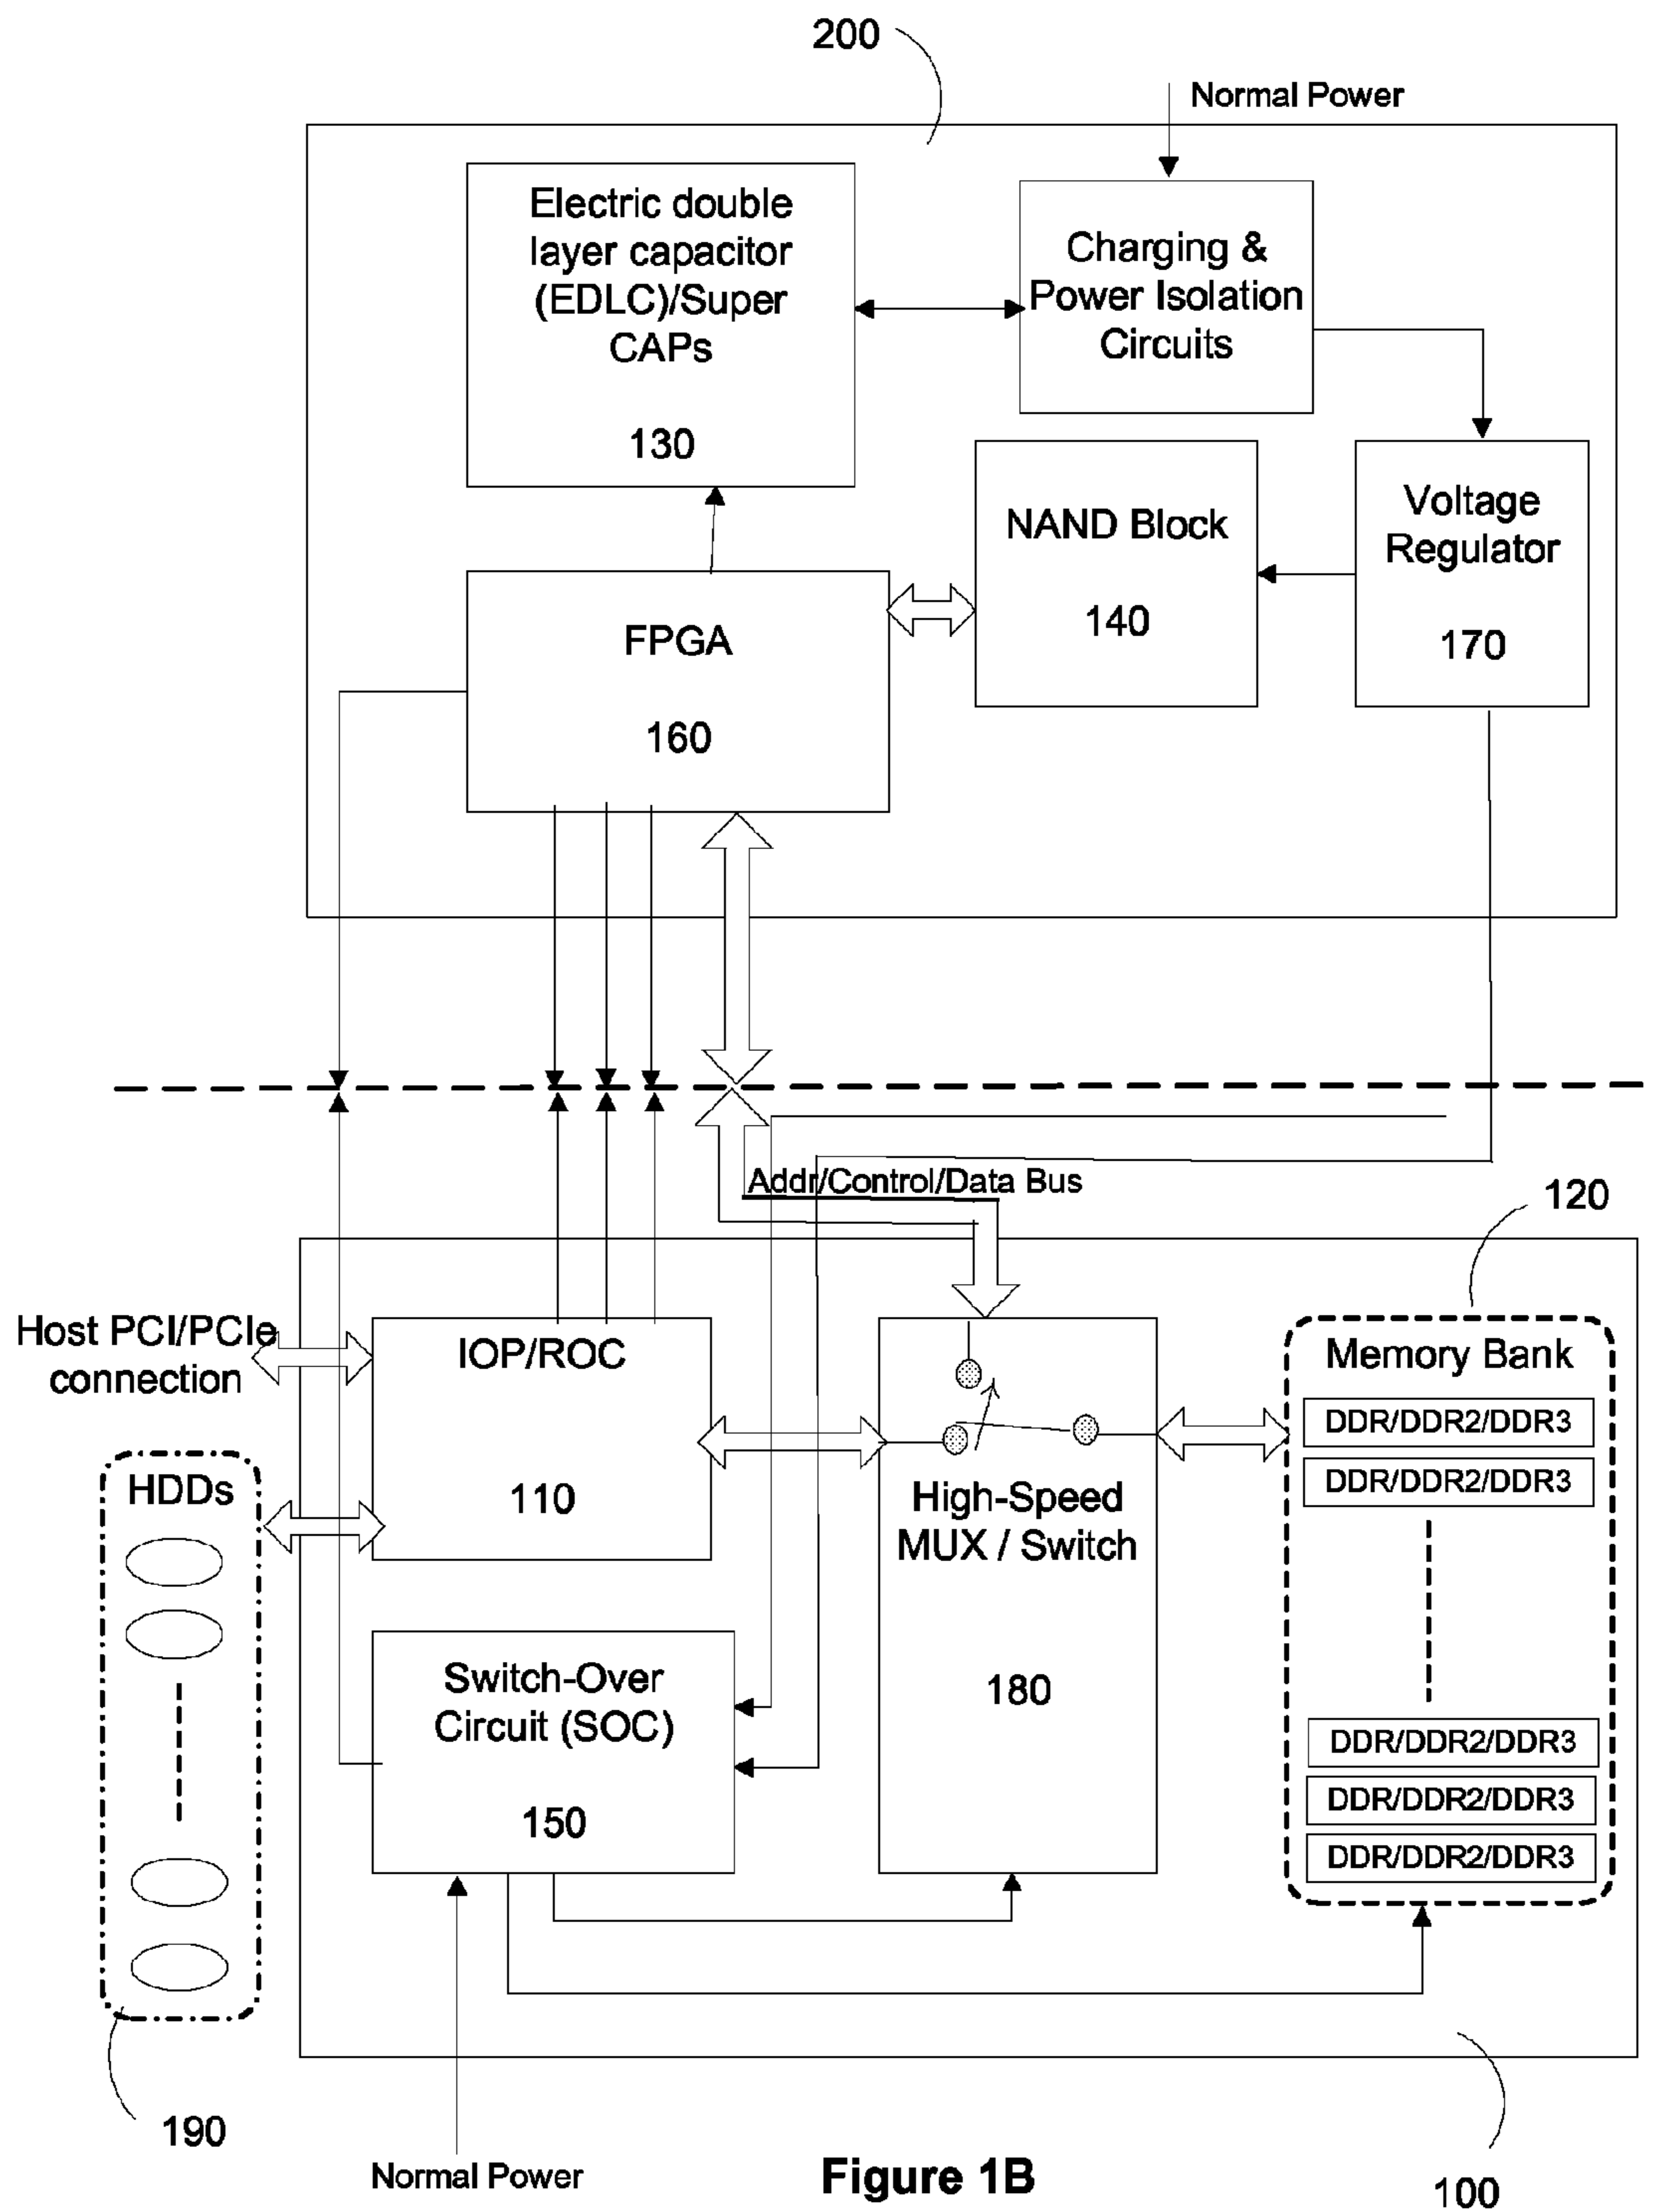 200
Normal Power
Electric double
layer capacitor
(EDLC)/Super
CAPs
130
Charging &
Power Isolation
Circuits
NAND Block
140
Voltage
Regulator
170
FPGA
160
Addr/Control/Data Bus
120
Host PCI/PCIe
connection
IOP/ROC
110
Memory Bank
DDR/DDR2/DDR3
DDR/DDR2/DDR3
HDDs
High-Speed
MUX / Switch
180
Switch-Over
Circuit (SOC)
150
DDR/DDR2/DDR3
DDR/DDR2/DDR3
DDR/DDR2/DDR3
190
Normal Power
Figure 1B
100